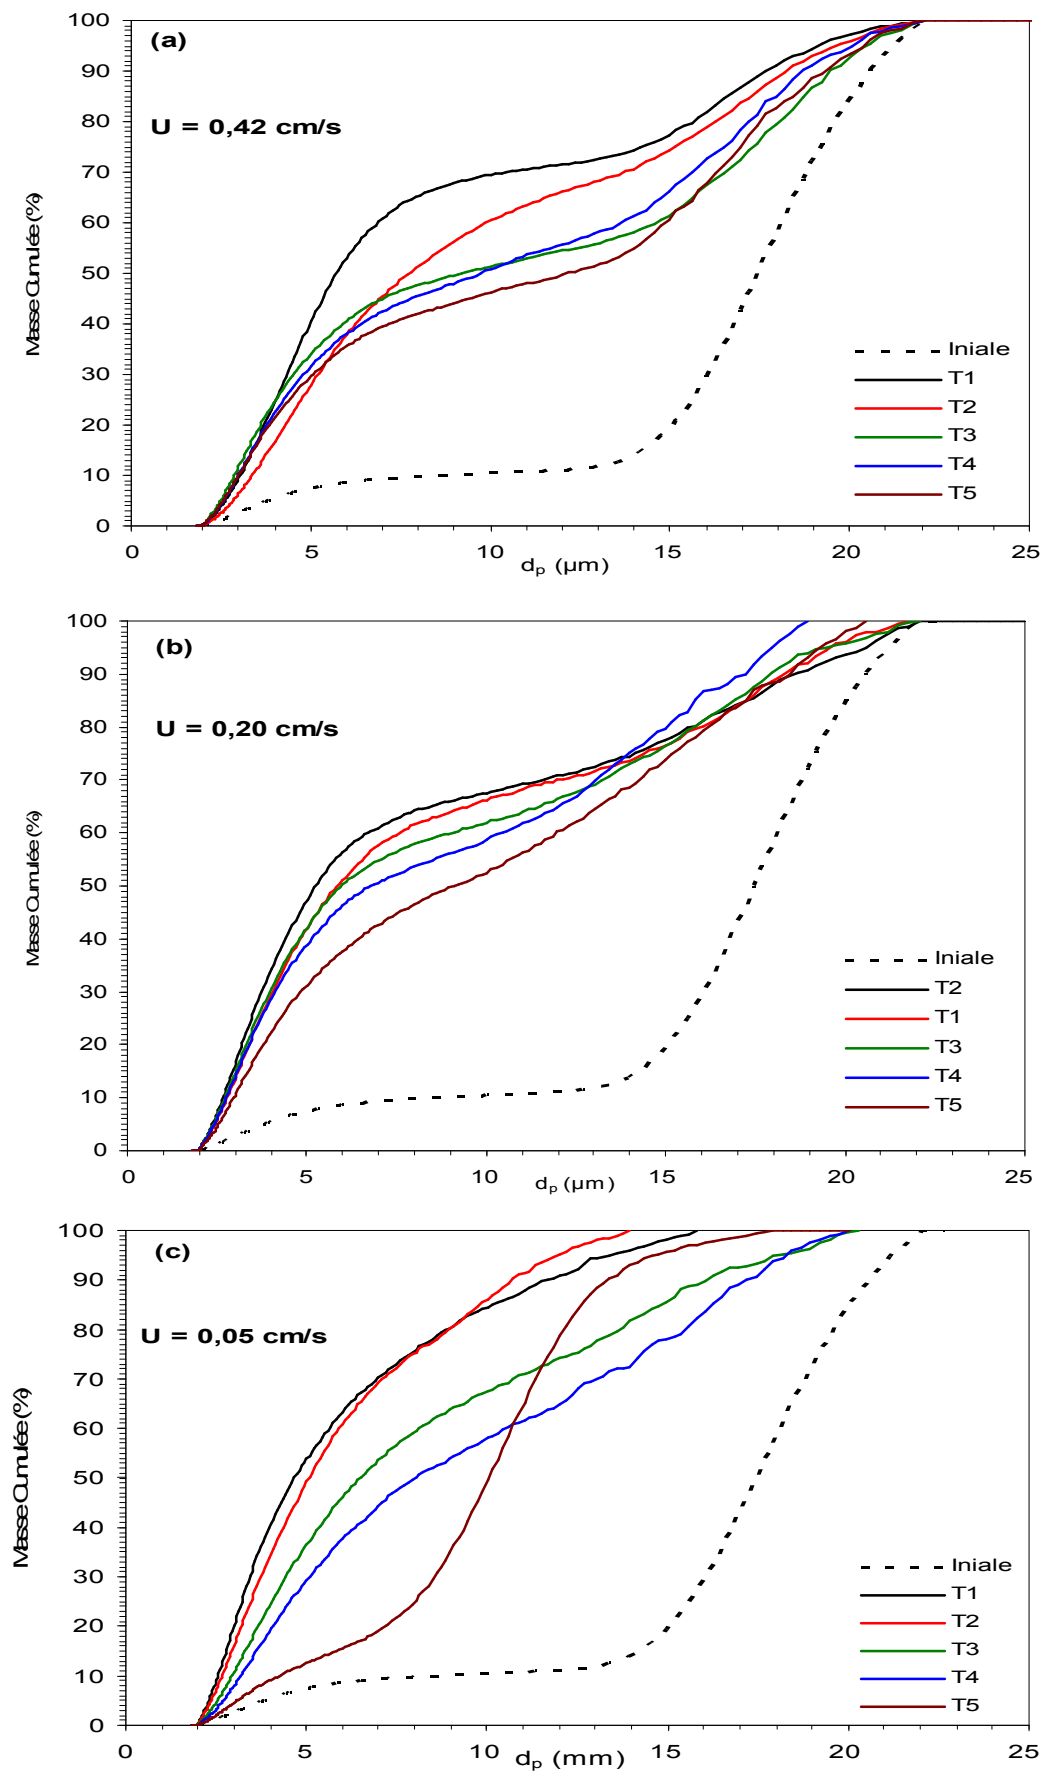 (a)
U = 0,42 cm/s
Masse Cumulée (%)
100
90
80
70
60
50
40
30
20
10
0
Iniale
T1
T2
T3
T4
T5
0 5 10 15 20 25
dₚ (µm)
(b)
U = 0,20 cm/s
Masse Cumulée (%)
100
90
80
70
60
50
40
30
20
10
0
Iniale
T2
T1
T3
T4
T5
0 5 10 15 20 25
dₚ (µm)
(c)
U = 0,05 cm/s
Masse Cumulée (%)
100
90
80
70
60
50
40
30
20
10
0
Iniale
T1
T2
T3
T4
T5
0 5 10 15 20 25
dₚ (mm)